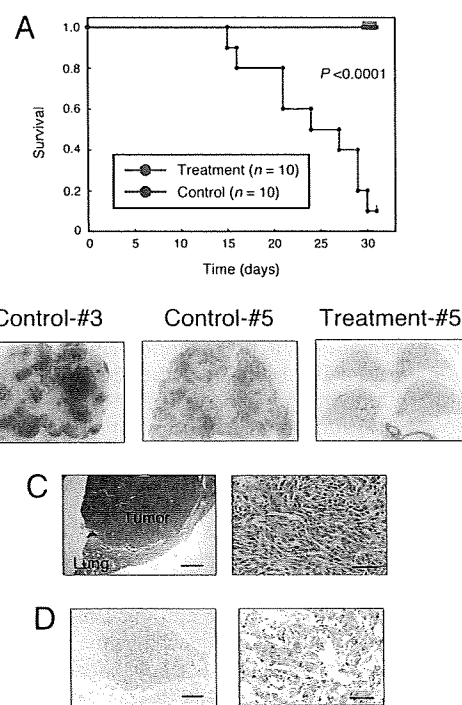 A
1.0
0.8
0.6
0.4
0.2
0
Survival
P <0.0001
Treatment (n = 10)
Control (n = 10)
0 5 10 15 20 25 30
Time (days)
Control-#3 Control-#5 Treatment-#5
C
Tumor
Lung
D